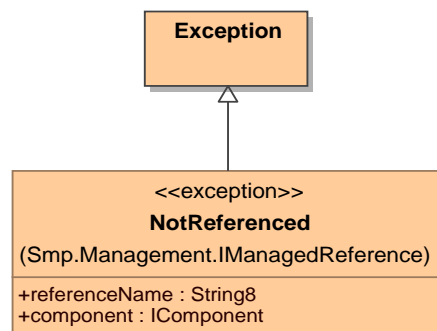 Exception
<<exception>>
NotReferenced
(Smp.Management.IManagedReference)
+referenceName : String8
+component : IComponent